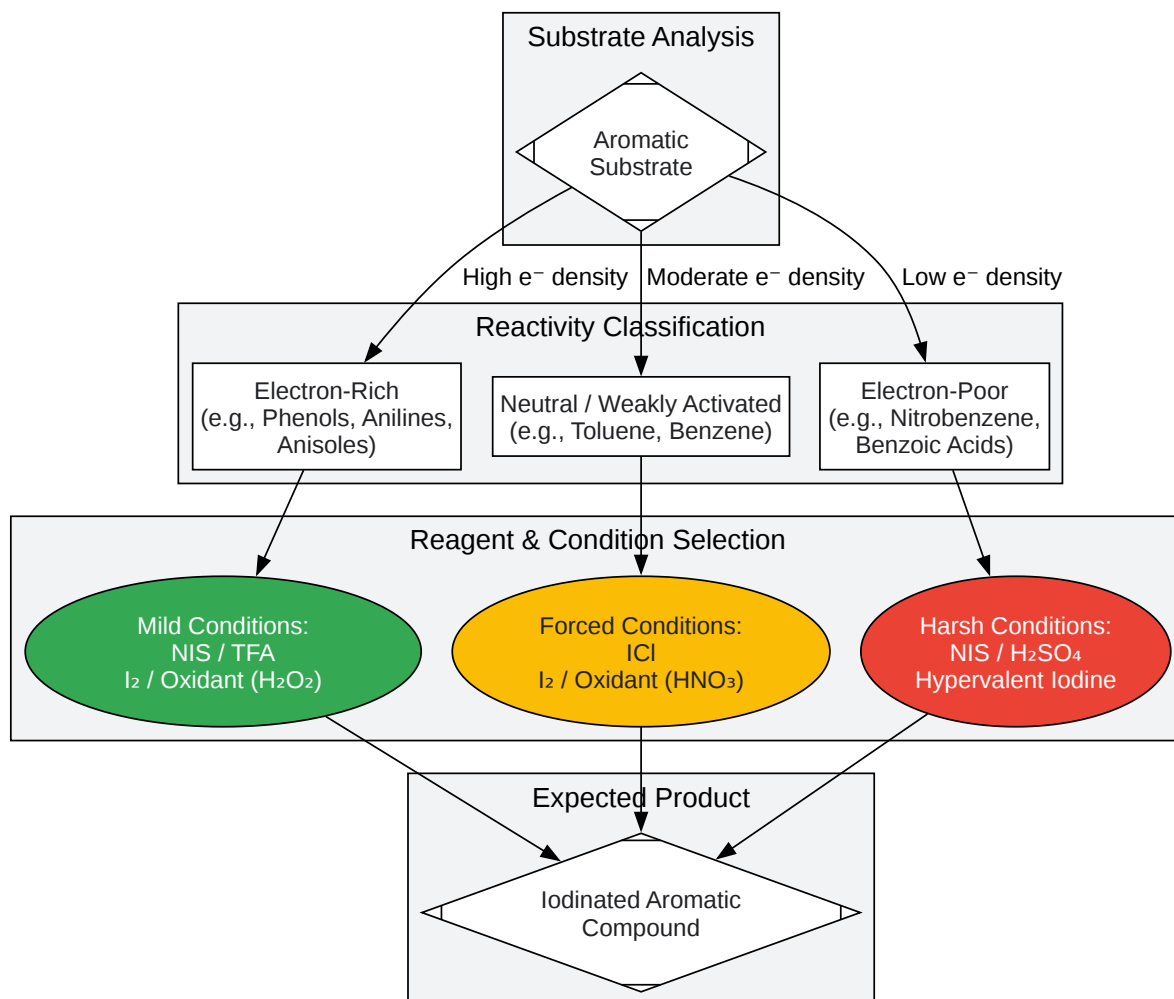 Substrate Analysis
Aromatic
Substrate
High e⁻ density
Moderate e⁻ density
Low e⁻ density
Reactivity Classification
Electron-Rich
(e.g., Phenols, Anilines,
Anisoles)
Neutral / Weakly Activated
(e.g., Toluene, Benzene)
Electron-Poor
(e.g., Nitrobenzene,
Benzoic Acids)
Reagent & Condition Selection
Mild Conditions:
NIS / TFA
I₂ / Oxidant (H₂O₂)
Forced Conditions:
ICl
I₂ / Oxidant (HNO₃)
Harsh Conditions:
NIS / H₂SO₄
Hypervalent Iodine
Expected Product
Iodinated Aromatic
Compound